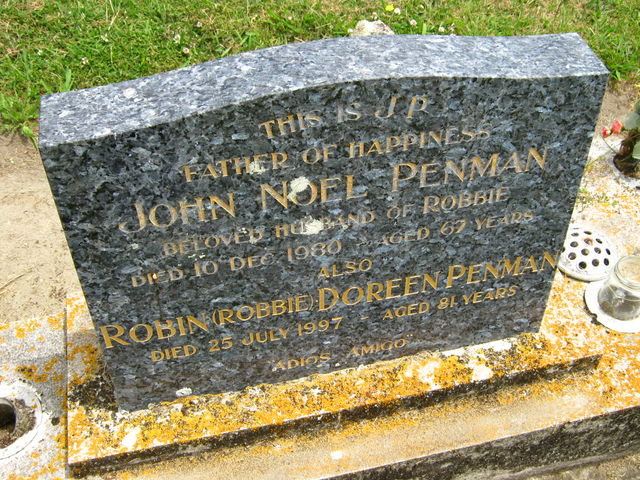 THIS IS J.P.
FATHER OF HAPPINESS
JOHN NOEL PENMAN
BELOVED HUSBAND OF ROBBIE
DIED 10 DEC. 1980 - AGED 67 YEARS
ALSO
ROBIN (ROBBIE) DOREEN PENMAN
DIED 25 JULY 1997 - AGED 81 YEARS
"ADIOS AMIGO"